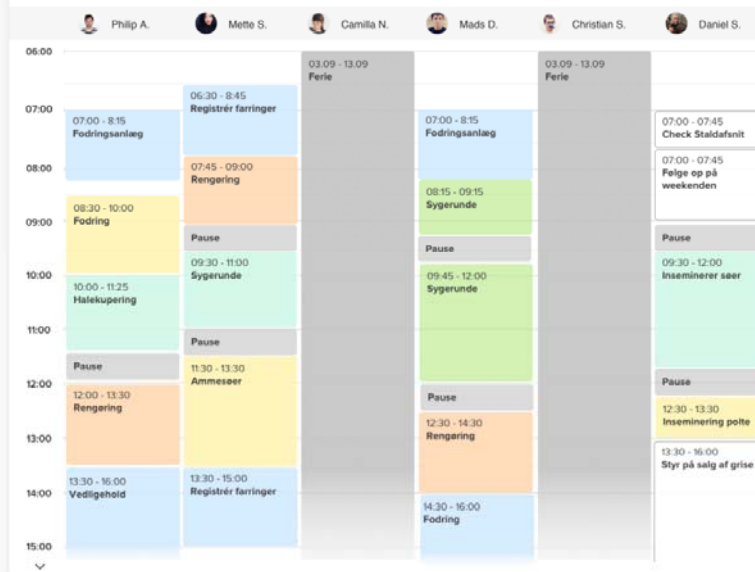 Philip A.
Mette S.
Camilla N.
Mads D.
Christian S.
Daniel S.
06:00
07:00
08:00
09:00
10:00
11:00
12:00
13:00
14:00
15:00
07:00 - 8:15
Fodringsanlæg
08:30 - 10:00
Fodring
10:00 - 11:25
Halekupering
Pause
12:00 - 13:30
Rengøring
13:30 - 16:00
Vedligehold
06:30 - 8:45
Registrér farringer
07:45 - 09:00
Rengøring
Pause
09:30 - 11:00
Sygerunde
Pause
11:30 - 13:30
Ammesøer
13:30 - 15:00
Registrér farringer
03.09 - 13.09
Ferie
07:00 - 8:15
Fodringsanlæg
08:15 - 09:15
Sygerunde
Pause
09:45 - 12:00
Sygerunde
Pause
12:30 - 14:30
Rengøring
14:30 - 16:00
Fodring
03.09 - 13.09
Ferie
07:00 - 07:45
Check Staldafsnit
07:00 - 07:45
Følge op på
weekenden
Pause
09:30 - 12:00
Inseminerer søer
Pause
12:30 - 13:30
Inseminering polte
13:30 - 16:00
Styr på salg af grise